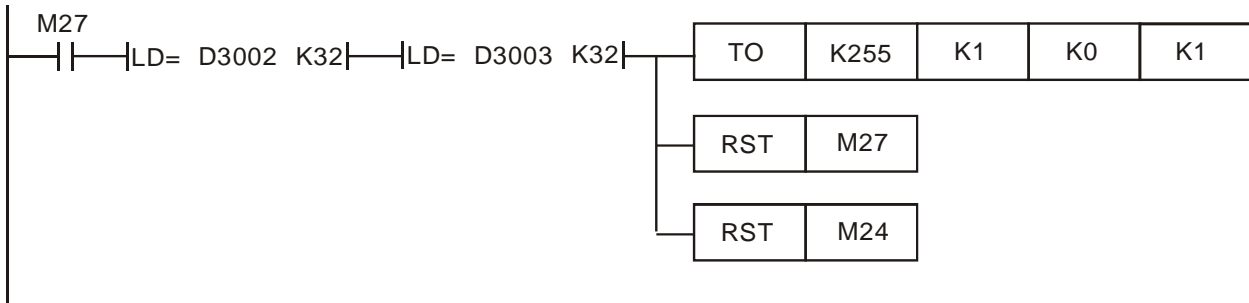 M27
LD= D3002 K32 LD= D3003 K32 TO K255 K1 K0 K1
RST M27
RST M24